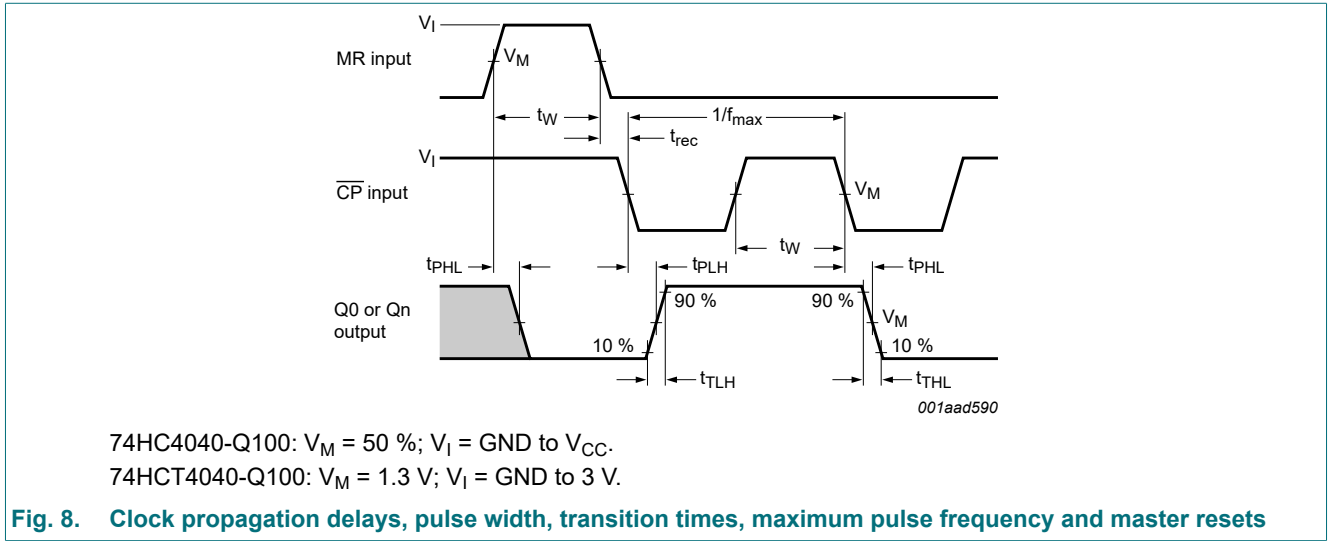 VI
MR input
VM
tW
1/fmax
trec
VI
CP input
VM
tW
tPHL
tPLH
tPHL
Q0 or Qn
output
90 %
90 %
VM
10 %
10 %
tTLH
tTHL
001aad590
74HC4040-Q100: VM = 50 %; VI = GND to VCC.
74HCT4040-Q100: VM = 1.3 V; VI = GND to 3 V.
Fig. 8. Clock propagation delays, pulse width, transition times, maximum pulse frequency and master resets